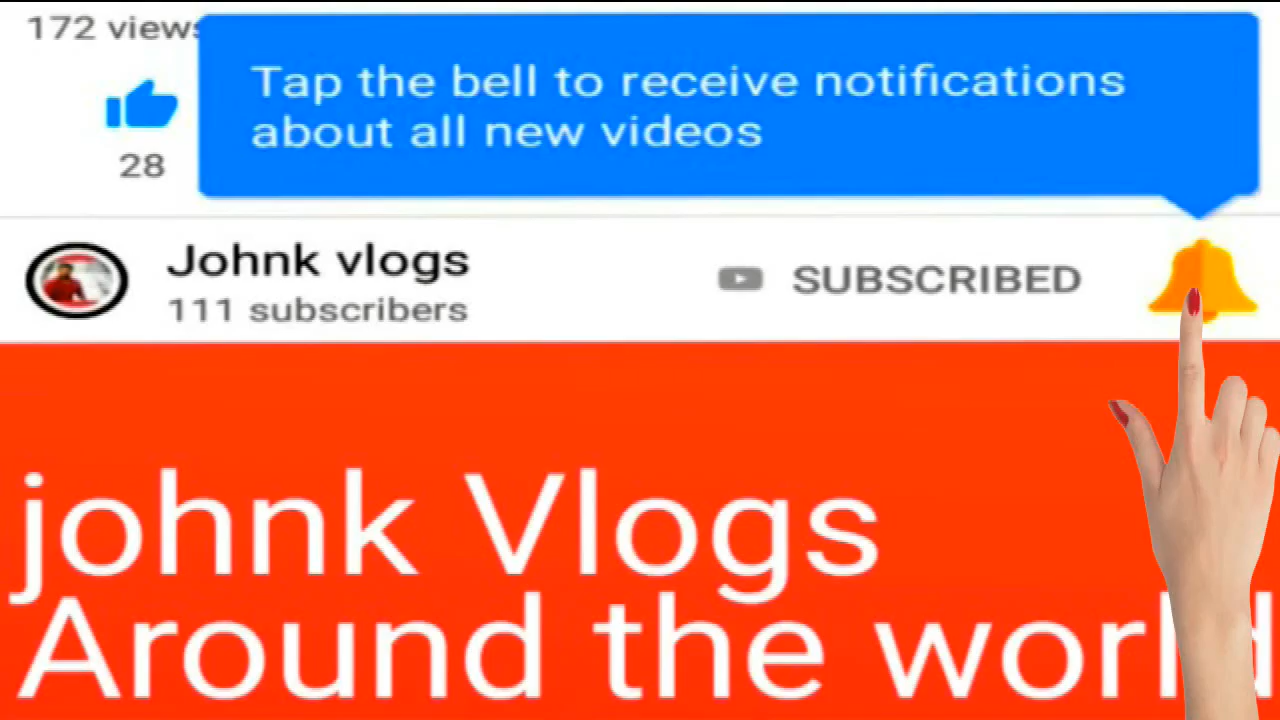 172 views
Tap the bell to receive notifications
about all new videos
28
Johnk vlogs
111 subscribers
SUBSCRIBED
johnk Vlogs
Around the world